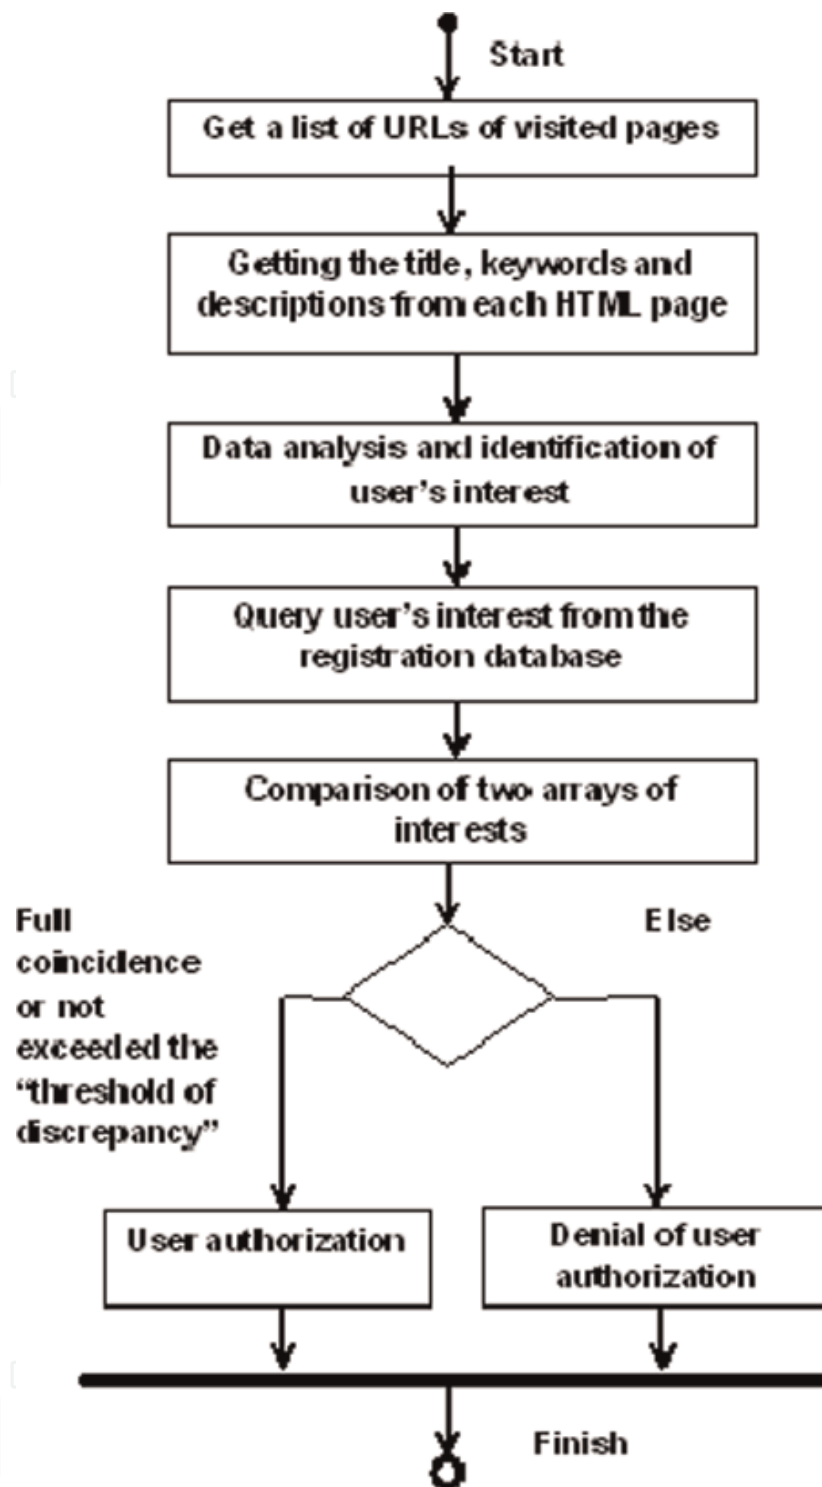 Start
Get a list of URLs of visited pages
Getting the title, keywords and
descriptions from each HTML page
Data analysis and identification of
user's interest
Query user's interest from the
registration database
Comparison of two arrays of
interests
Full
coincidence
or not
exceeded the
“threshold of
discrepancy”
Else
User authorization
Denial of user
authorization
Finish